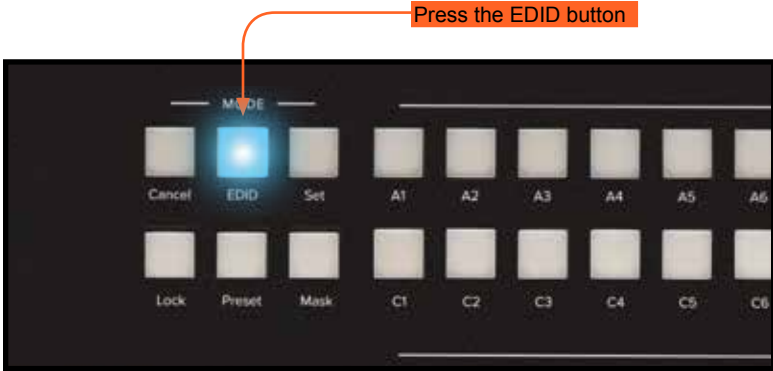 Press the EDID button
MODE
Cancel EDID Set A1 A2 A3 A4 A5 A6
Lock Preset Mask C1 C2 C3 C4 C5 C6